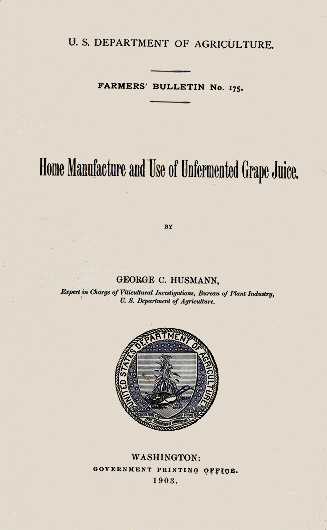 U. S. DEPARTMENT OF AGRICULTURE.
FARMERS' BULLETIN No. 175.
Home Manufacture and Use of Unfermented Grape Juice.
BY
GEORGE C. HUSMANN,
Expert in Charge of Viticultural Investigations, Bureau of Plant Industry,
U. S. Department of Agriculture.
UNITED STATES DEPARTMENT OF AGRICULTURE
WASHINGTON:
GOVERNMENT PRINTING OFFICE.
1903.